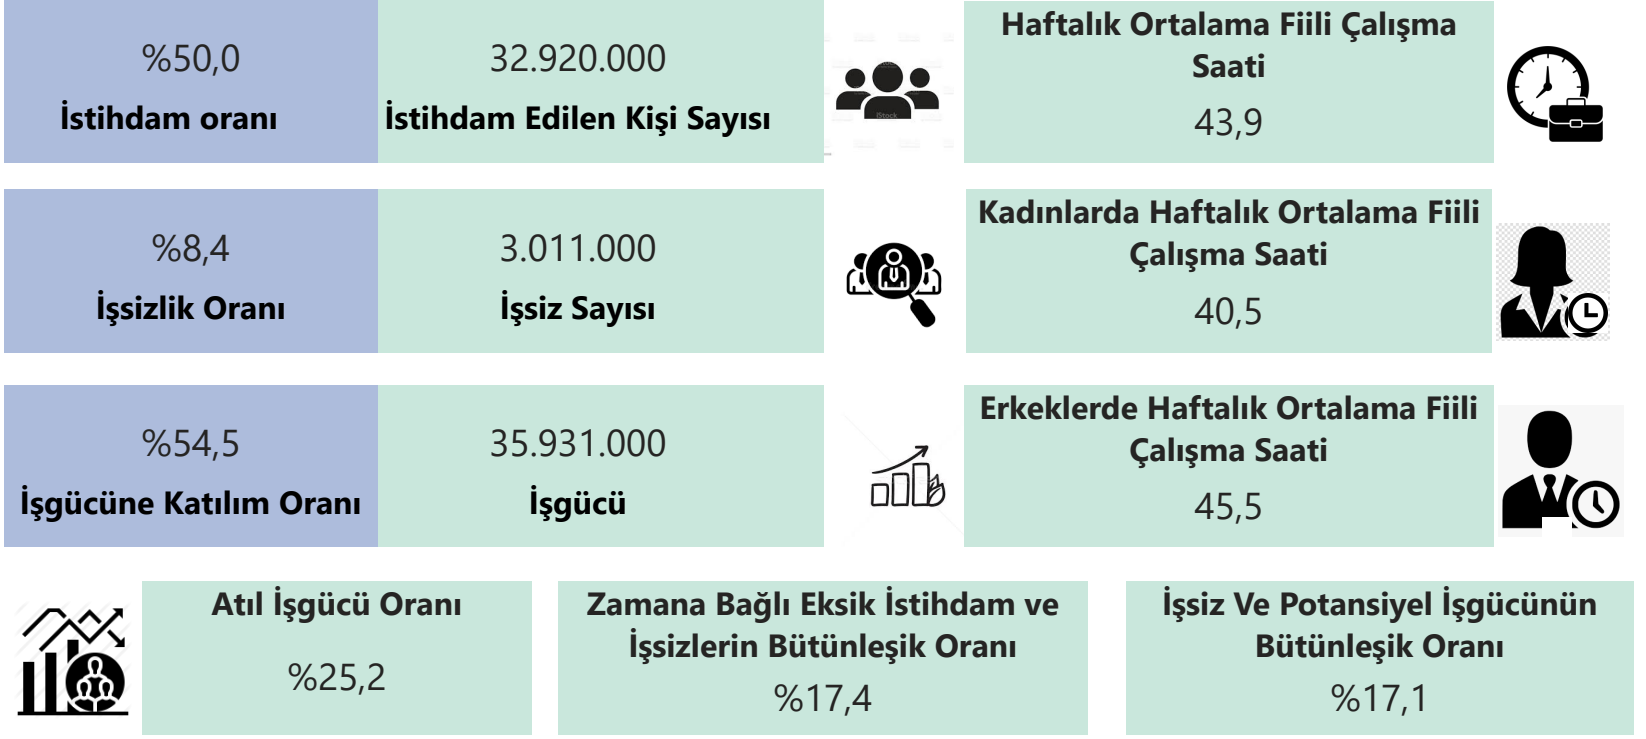 %50,0
İstihdam oranı
32.920.000
İstihdam Edilen Kişi Sayısı
iStock
Haftalık Ortalama Fiili Çalışma
Saati
43,9
%8,4
İşsizlik Oranı
3.011.000
İşsiz Sayısı
Kadınlarda Haftalık Ortalama Fiili
Çalışma Saati
40,5
%54,5
İşgücüne Katılım Oranı
35.931.000
İşgücü
Erkeklerde Haftalık Ortalama Fiili
Çalışma Saati
45,5
Atıl İşgücü Oranı
%25,2
Zamana Bağlı Eksik İstihdam ve
İşsizlerin Bütünleşik Oranı
%17,4
İşsiz Ve Potansiyel İşgücünün
Bütünleşik Oranı
%17,1